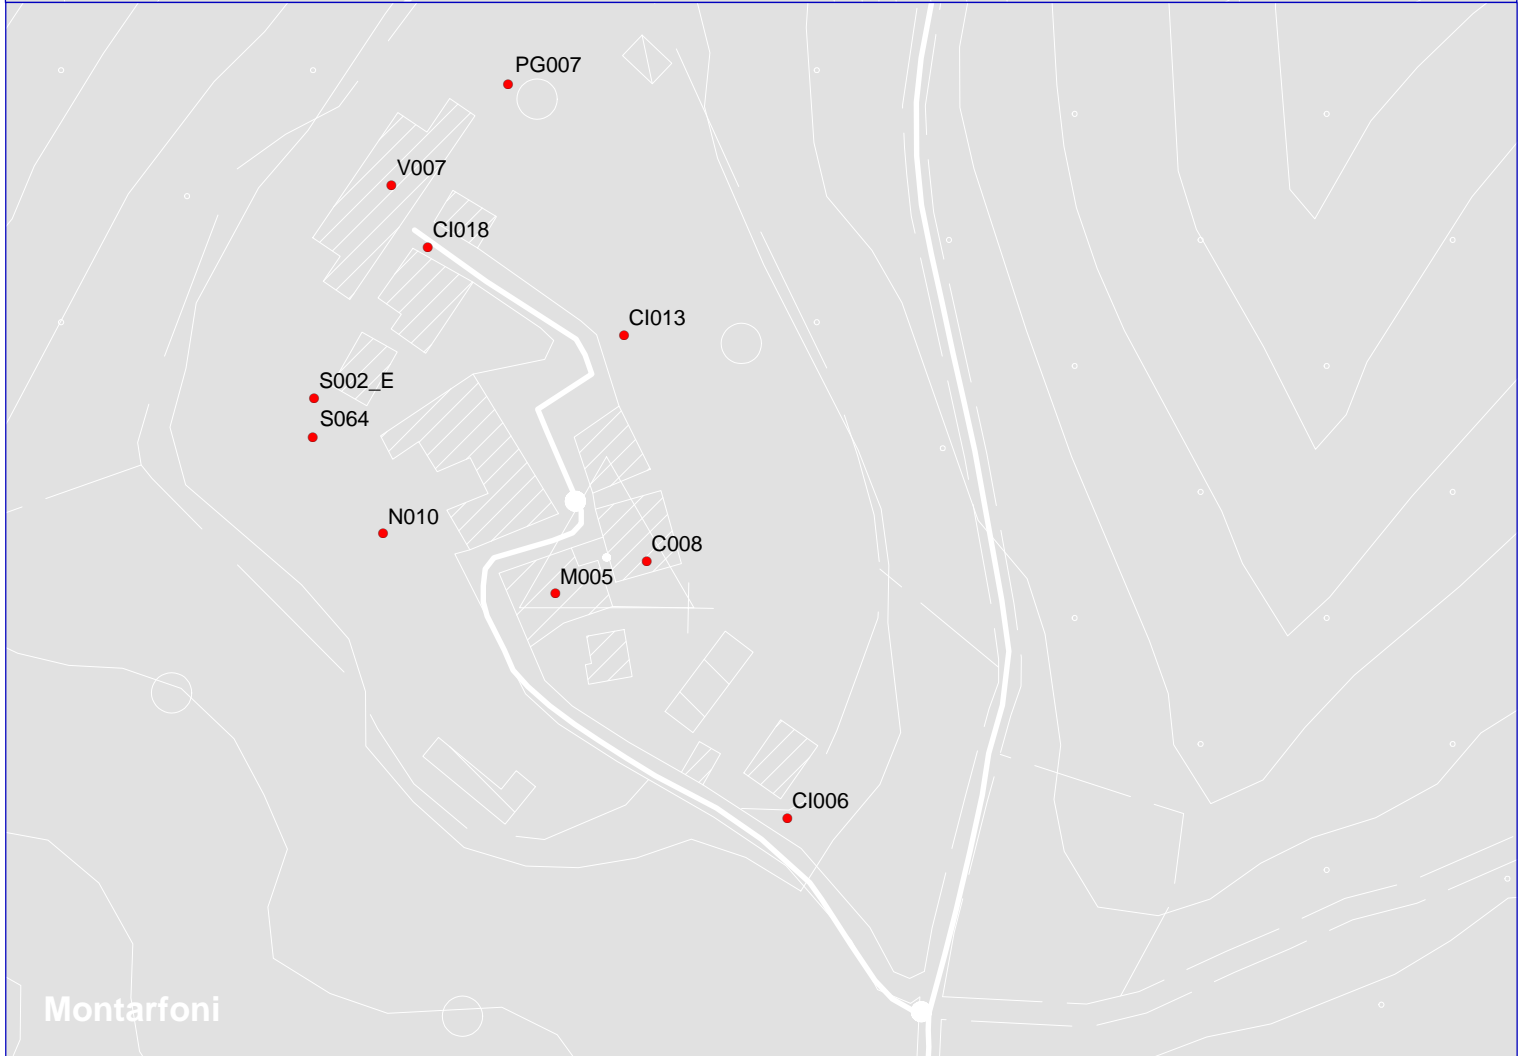 PG007
V007
CI018
CI013
S002_E
S064
N010
C008
M005
CI006
Montarfoni